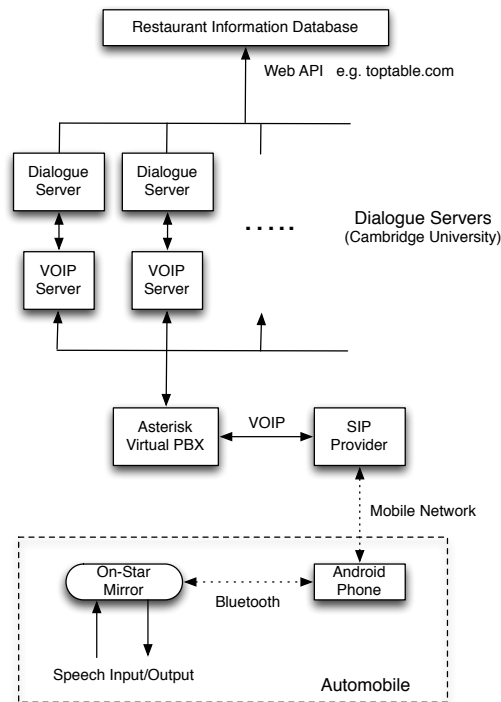 Restaurant Information Database
Web API e.g. toptable.com
Dialogue
Server
Dialogue
Server
.....
Dialogue Servers
(Cambridge University)
VOIP
Server
VOIP
Server
Asterisk
Virtual PBX
VOIP
SIP
Provider
Mobile Network
On-Star
Mirror
Bluetooth
Android
Phone
Speech Input/Output
Automobile